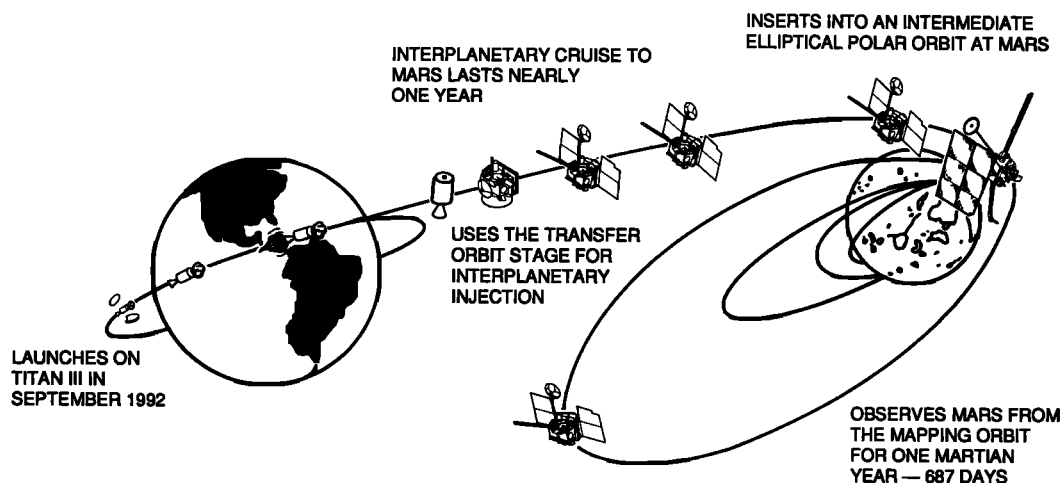 INSERTS INTO AN INTERMEDIATE
ELLIPTICAL POLAR ORBIT AT MARS
INTERPLANETARY CRUISE TO
MARS LASTS NEARLY
ONE YEAR
USES THE TRANSFER
ORBIT STAGE FOR
INTERPLANETARY
INJECTION
LAUNCHES ON
TITAN III IN
SEPTEMBER 1992
OBSERVES MARS FROM
THE MAPPING ORBIT
FOR ONE MARTIAN
YEAR — 687 DAYS